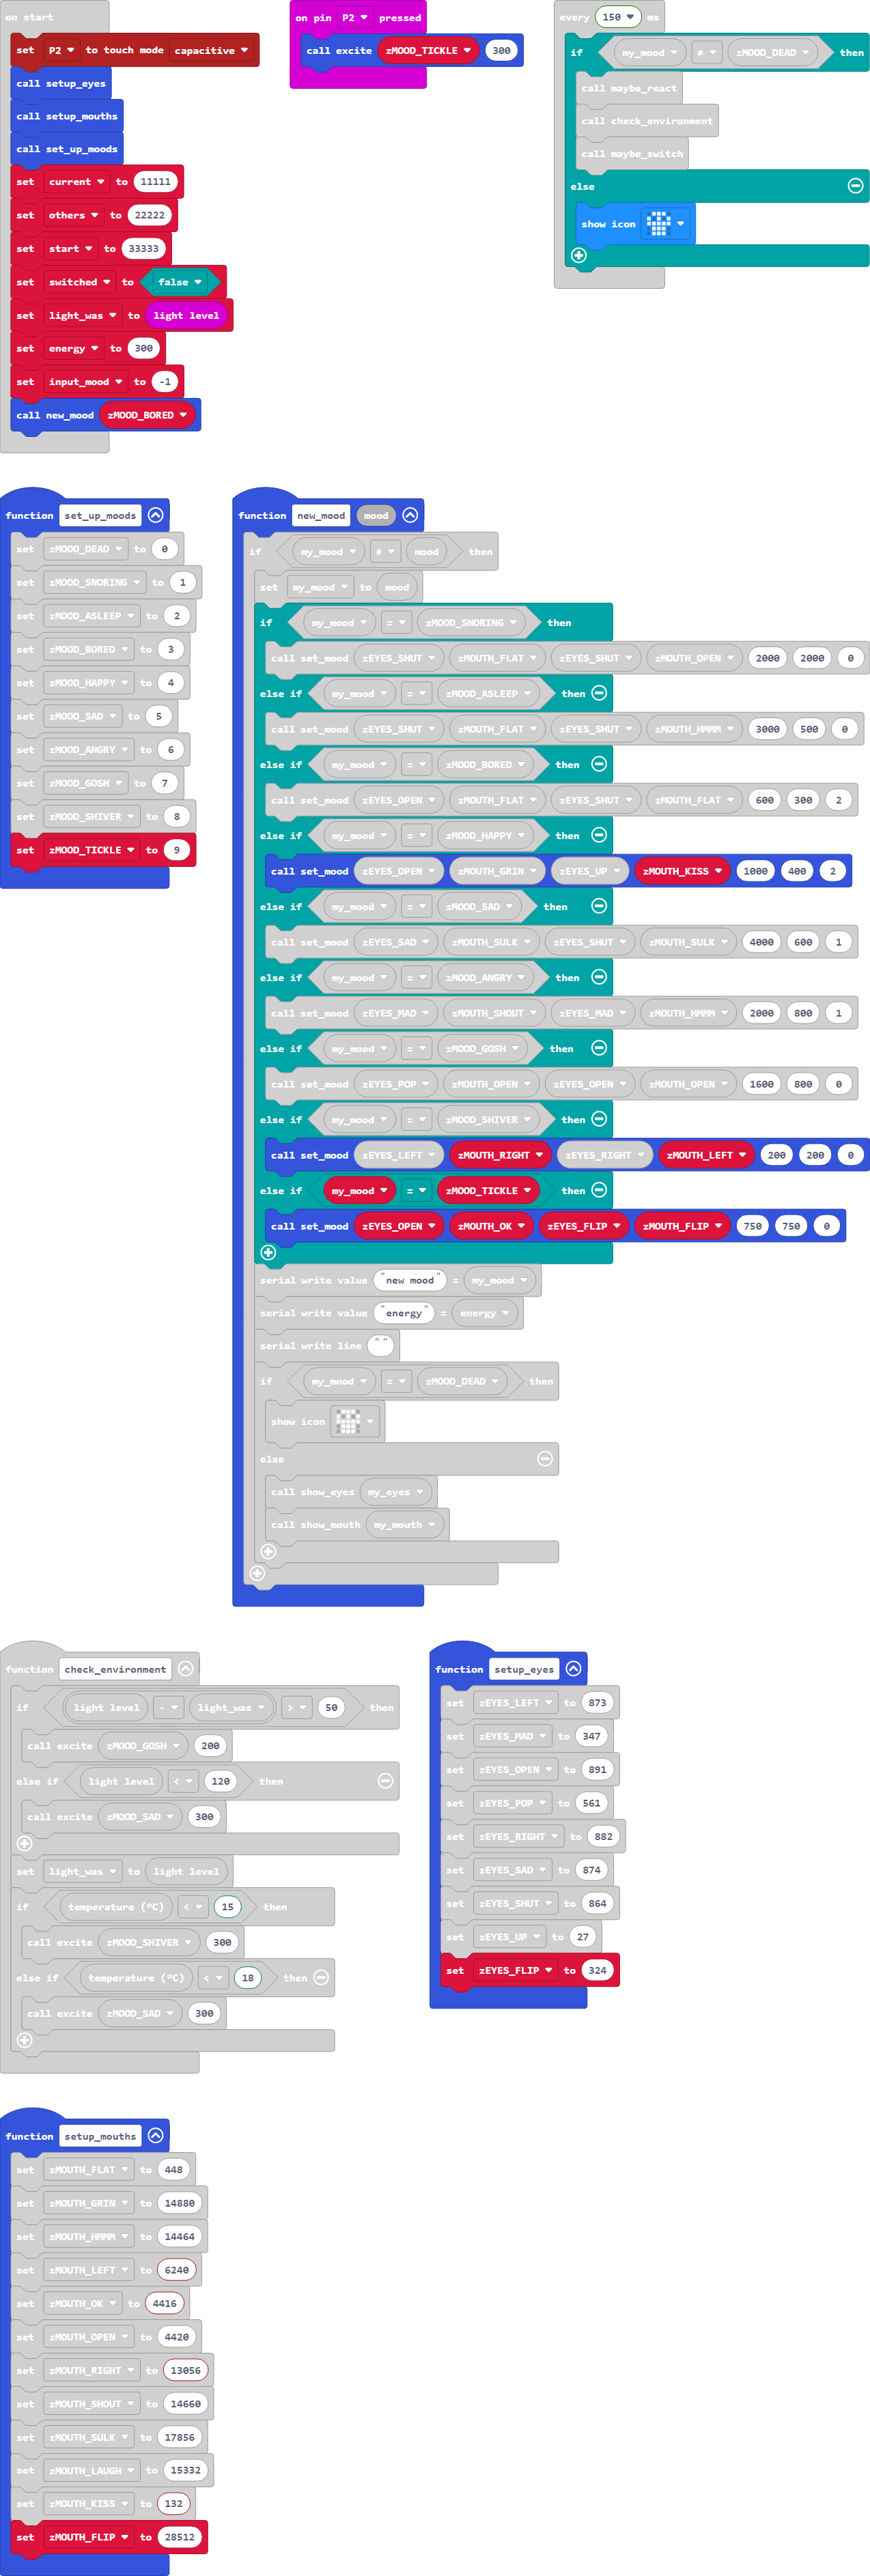 on start
set P2 to touch mode capacitive
call setup_eyes
call setup_mouths
call set_up_moods
set current to 11111
set others to 22222
set start to 33333
set switched to false
set light_was to light level
set energy to 300
set input_mood to -1
call new_mood zMOOD_BORED
on pin P2 pressed
call excite zMOOD_TICKLE 300
every 150 ms
if my_mood ≠ zMOOD_DEAD then
call maybe_react
call check_environment
call maybe_switch
else
show icon
function set_up_moods
set zMOOD_DEAD to 0
set zMOOD_SNORING to 1
set zMOOD_ASLEEP to 2
set zMOOD_BORED to 3
set zMOOD_HAPPY to 4
set zMOOD_SAD to 5
set zMOOD_ANGRY to 6
set zMOOD_GOSH to 7
set zMOOD_SHIVER to 8
set zMOOD_TICKLE to 9
function new_mood mood
if my_mood ≠ mood then
set my_mood to mood
if my_mood = zMOOD_SNORING then
call set_mood zEYES_SHUT zMOUTH_FLAT zEYES_SHUT zMOUTH_OPEN 2000 2000 0
else if my_mood = zMOOD_ASLEEP then
call set_mood zEYES_SHUT zMOUTH_FLAT zEYES_SHUT zMOUTH_HMMM 3000 500 0
else if my_mood = zMOOD_BORED then
call set_mood zEYES_OPEN zMOUTH_FLAT zEYES_SHUT zMOUTH_FLAT 600 300 2
else if my_mood = zMOOD_HAPPY then
call set_mood zEYES_OPEN zMOUTH_GRIN zEYES_UP zMOUTH_KISS 1000 400 2
else if my_mood = zMOOD_SAD then
call set_mood zEYES_SAD zMOUTH_SULK zEYES_SHUT zMOUTH_SULK 4000 600 1
else if my_mood = zMOOD_ANGRY then
call set_mood zEYES_MAD zMOUTH_SHOUT zEYES_MAD zMOUTH_HMMM 2000 800 1
else if my_mood = zMOOD_GOSH then
call set_mood zEYES_POP zMOUTH_OPEN zEYES_OPEN zMOUTH_OPEN 1600 800 0
else if my_mood = zMOOD_SHIVER then
call set_mood zEYES_LEFT zMOUTH_RIGHT zEYES_RIGHT zMOUTH_LEFT 200 200 0
else if my_mood = zMOOD_TICKLE then
call set_mood zEYES_OPEN zMOUTH_OK zEYES_FLIP zMOUTH_FLIP 750 750 0
serial write value "new mood" = my_mood
serial write value "energy" = energy
serial write line ""
if my_mood = zMOOD_DEAD then
show icon
else
call show_eyes my_eyes
call show_mouth my_mouth
function check_environment
if light level - light_was > 50 then
call excite zMOOD_GOSH 200
else if light level < 120 then
call excite zMOOD_SAD 300
set light_was to light level
if temperature (°C) < 15 then
call excite zMOOD_SHIVER 300
else if temperature (°C) < 18 then
call excite zMOOD_SAD 300
function setup_eyes
set zEYES_LEFT to 873
set zEYES_MAD to 347
set zEYES_OPEN to 891
set zEYES_POP to 561
set zEYES_RIGHT to 882
set zEYES_SAD to 874
set zEYES_SHUT to 864
set zEYES_UP to 27
set zEYES_FLIP to 324
function setup_mouths
set zMOUTH_FLAT to 448
set zMOUTH_GRIN to 14880
set zMOUTH_HMMM to 14464
set zMOUTH_LEFT to 6240
set zMOUTH_OK to 4416
set zMOUTH_OPEN to 4420
set zMOUTH_RIGHT to 13056
set zMOUTH_SHOUT to 14660
set zMOUTH_SULK to 17856
set zMOUTH_LAUGH to 15332
set zMOUTH_KISS to 132
set zMOUTH_FLIP to 28512